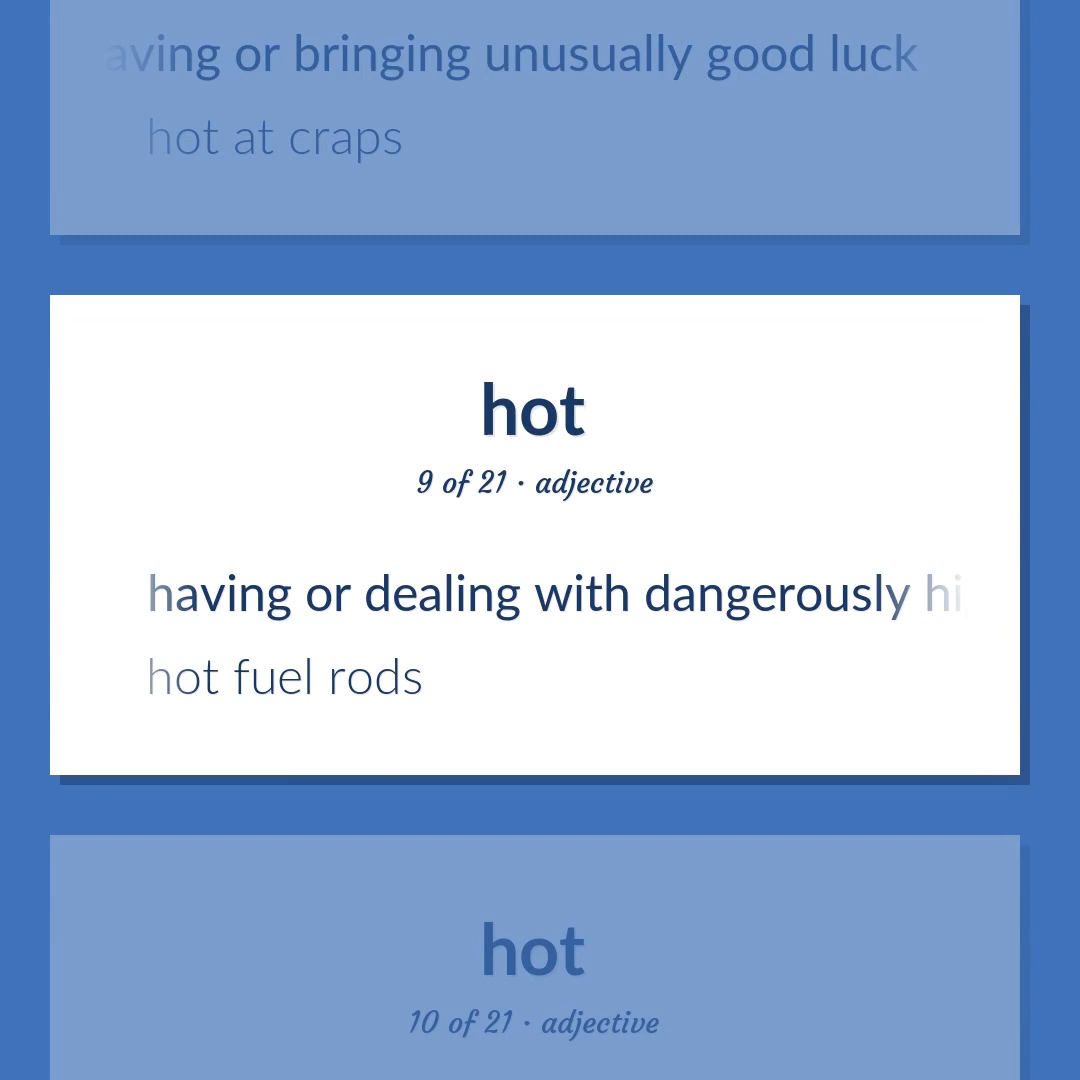 having or bringing unusually good luck
hot at craps
hot
9 of 21 · adjective
having or dealing with dangerously
hot fuel rods
hot
10 of 21 · adjective